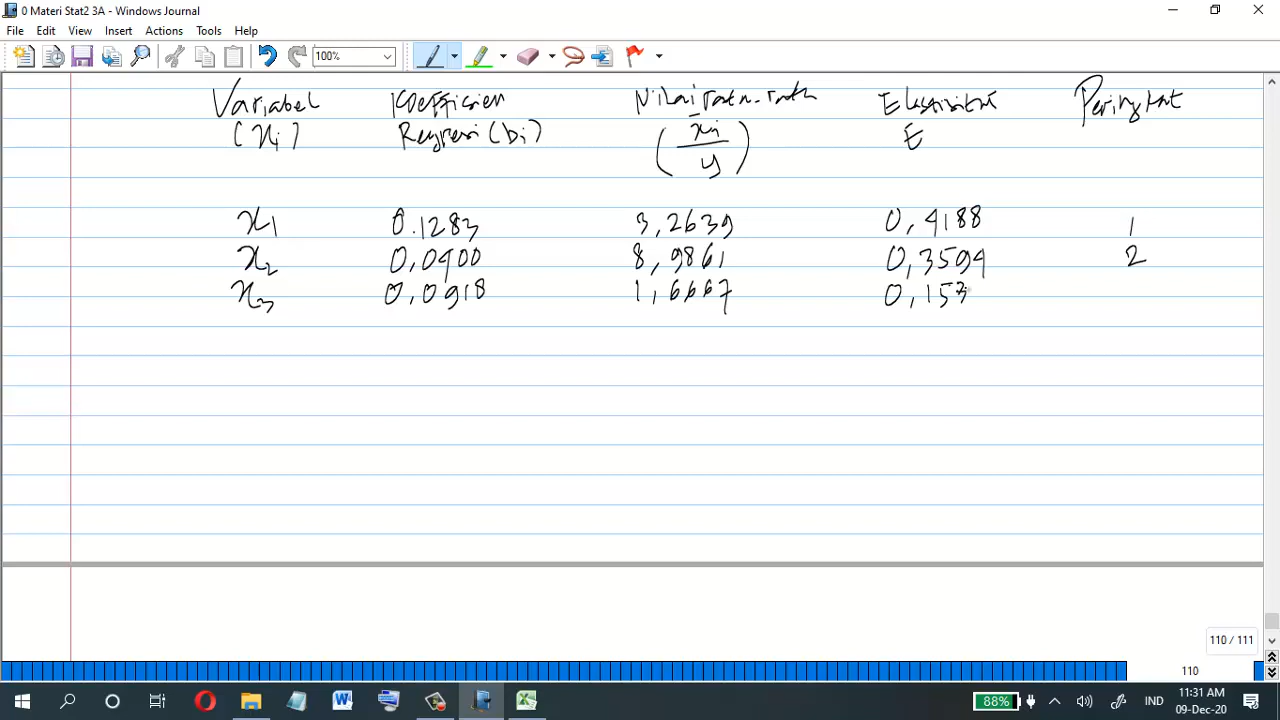 0 Materi Stat2 3A - Windows Journal
File Edit View Insert Actions Tools Help
100%
Variabel Koefficien Nilai rata-rata Elastisitas Peringkat
(xi) Regresi (bi) (x̄i/y) E
x1 0.1283 3,2639 0,4188 1
x2 0,0400 8,9861 0,3594 2
x3 0,0918 1,6667 0,153
110 / 111
110
88% IND 11:31 AM
09-Dec-20